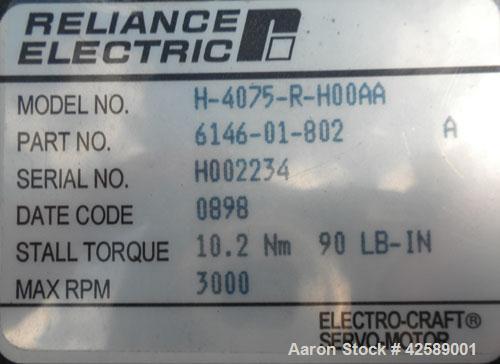 RELIANCE
ELECTRIC
MODEL NO. H-4075-R-H00AA
PART NO. 6146-01-802 A
SERIAL NO. H002234
DATE CODE 0898
STALL TORQUE 10.2 Nm 90 LB-IN
MAX RPM 3000
ELECTRO-CRAFT®
SERVO MOTOR
Aaron Stock # 42589001